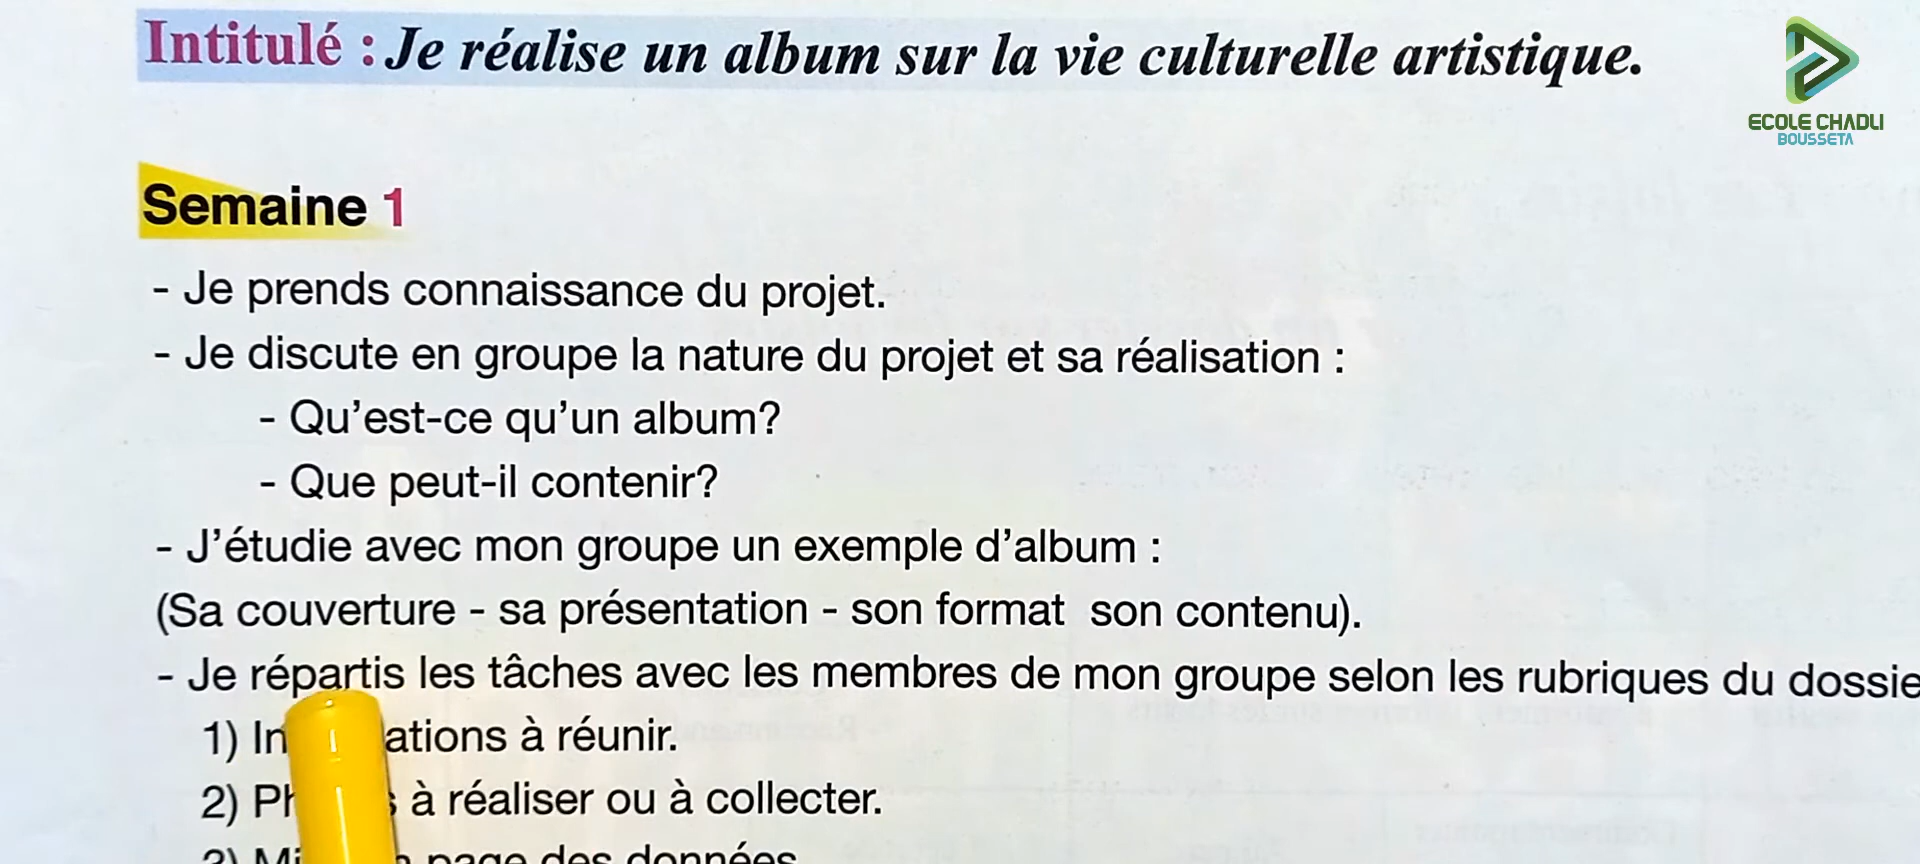 Intitulé : Je réalise un album sur la vie culturelle artistique.
ECOLE CHADLI
BOUSSETA
Semaine 1
- Je prends connaissance du projet.
- Je discute en groupe la nature du projet et sa réalisation :
- Qu'est-ce qu'un album?
- Que peut-il contenir?
- J'étudie avec mon groupe un exemple d'album :
(Sa couverture - sa présentation - son format son contenu).
- Je répartis les tâches avec les membres de mon groupe selon les rubriques du dossie
1) In ations à réunir.
2) Ph s à réaliser ou à collecter.
page des données